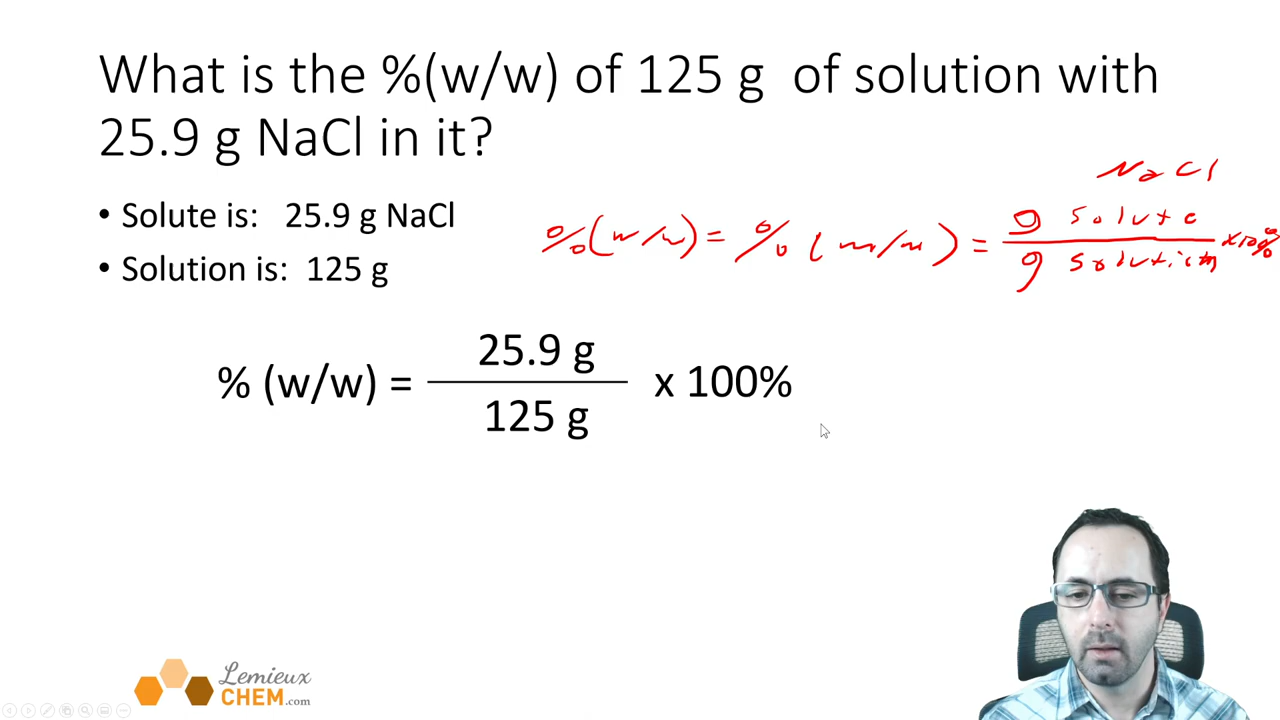 What is the %(w/w) of 125 g of solution with
25.9 g NaCl in it?
NaCl
• Solute is: 25.9 g NaCl
%(w/w) = %(m/m) = g solute / g solution x100%
• Solution is: 125 g
% (w/w) = 25.9 g / 125 g x 100%
Lemieux
CHEM.com